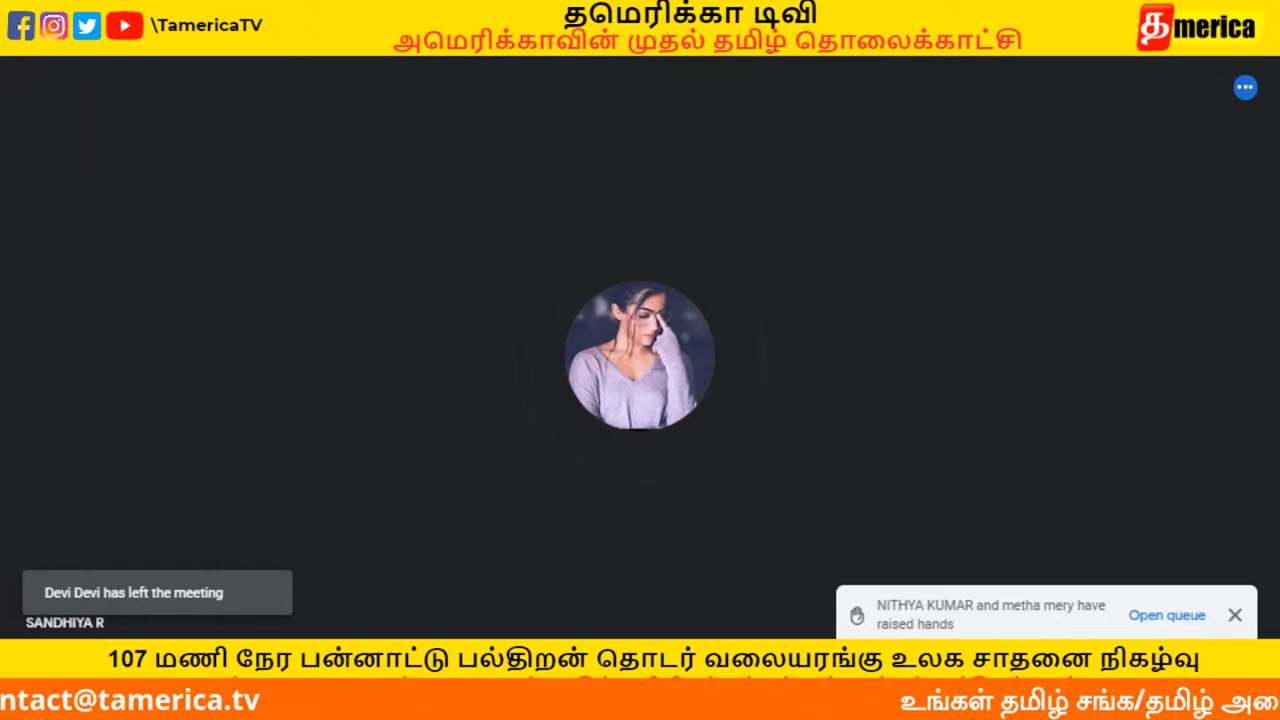 \TamericaTV
தமெரிக்கா டிவி
அமெரிக்காவின் முதல் தமிழ் தொலைக்காட்சி
தmerica
Devi Devi has left the meeting
SANDHIYA R
NITHYA KUMAR and metha mery have
raised hands
Open queue
107 மணி நேர பன்னாட்டு பல்திறன் தொடர் வலையரங்கு உலக சாதனை நிகழ்வு
ntact@tamerica.tv
உங்கள் தமிழ் சங்க/தமிழ் அமை